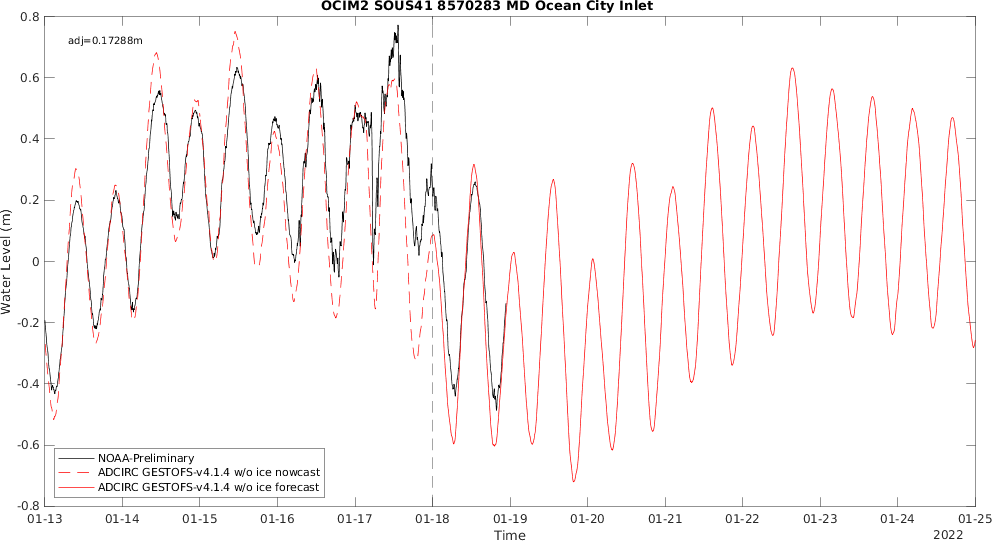 OCIM2 SOUS41 8570283 MD Ocean City Inlet
adj=0.17288m
Water Level (m)
0.8
0.6
0.4
0.2
0
-0.2
-0.4
-0.6
-0.8
NOAA-Preliminary
ADCIRC GESTOFS-v4.1.4 w/o ice nowcast
ADCIRC GESTOFS-v4.1.4 w/o ice forecast
01-13 01-14 01-15 01-16 01-17 01-18 01-19 01-20 01-21 01-22 01-23 01-24 01-25
Time
2022